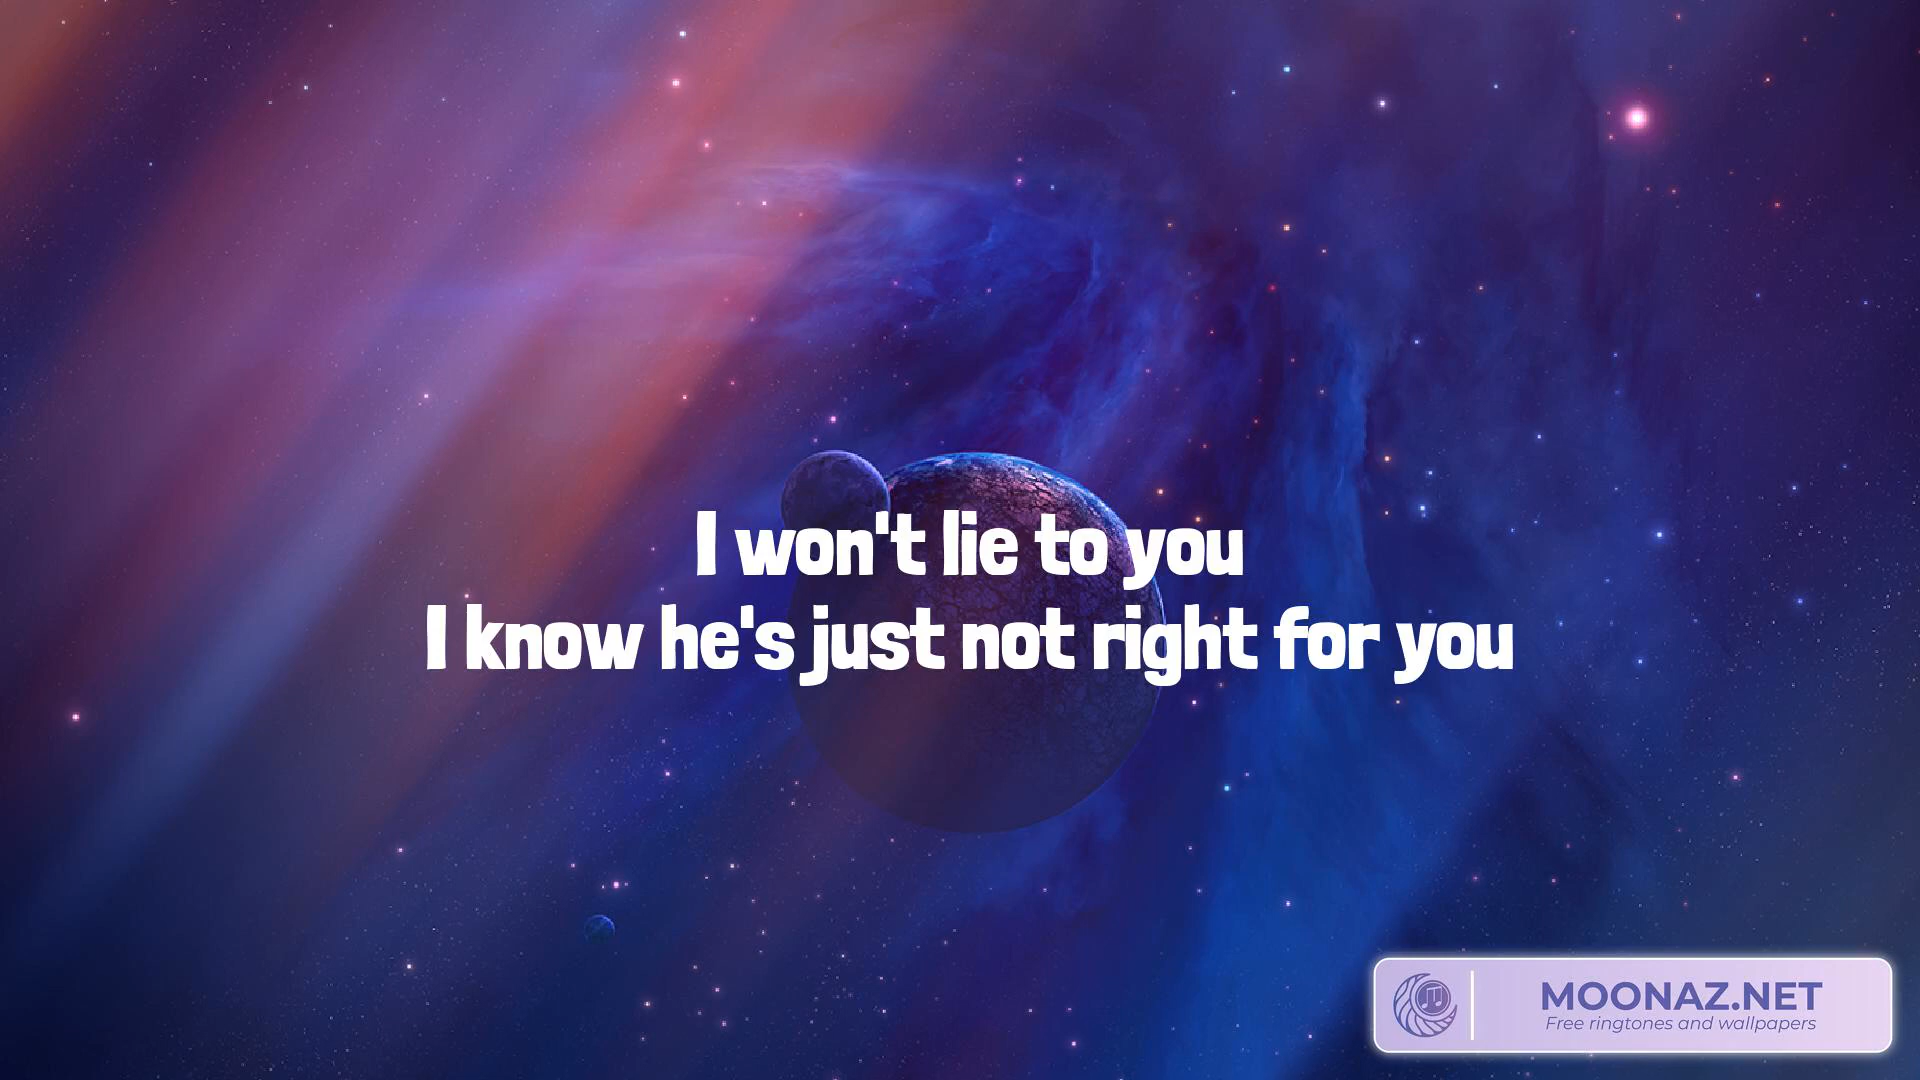 I won't lie to you
I know he's just not right for you
MOONAZ.NET
Free ringtones and wallpapers